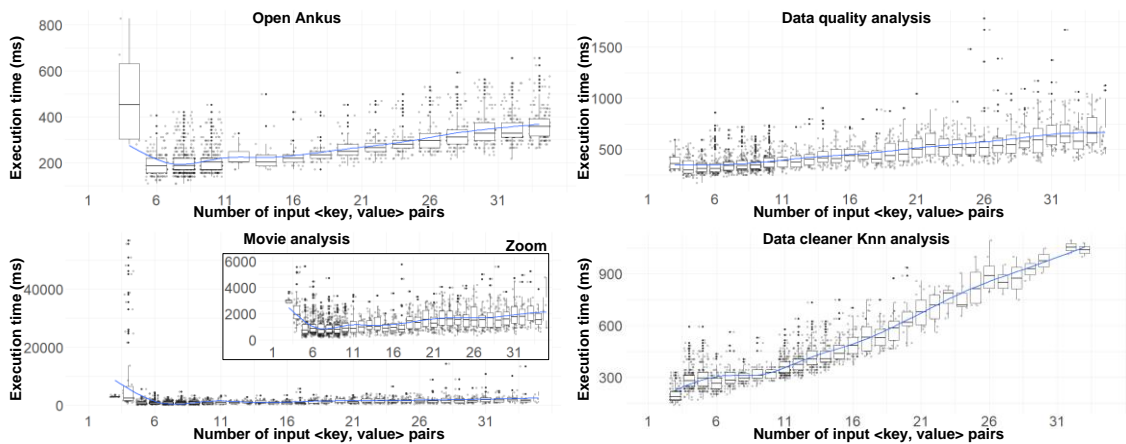 Open Ankus
Execution time (ms)
800
600
400
200
1 6 11 16 21 26 31
Number of input <key, value> pairs
Data quality analysis
Execution time (ms)
1500
1000
500
1 6 11 16 21 26 31
Number of input <key, value> pairs
Movie analysis
Execution time (ms)
40000
20000
0
Zoom
6000
4000
2000
0
1 6 11 16 21 26 31
1 6 11 16 21 26 31
Number of input <key, value> pairs
Data cleaner Knn analysis
Execution time (ms)
900
600
300
1 6 11 16 21 26 31
Number of input <key, value> pairs